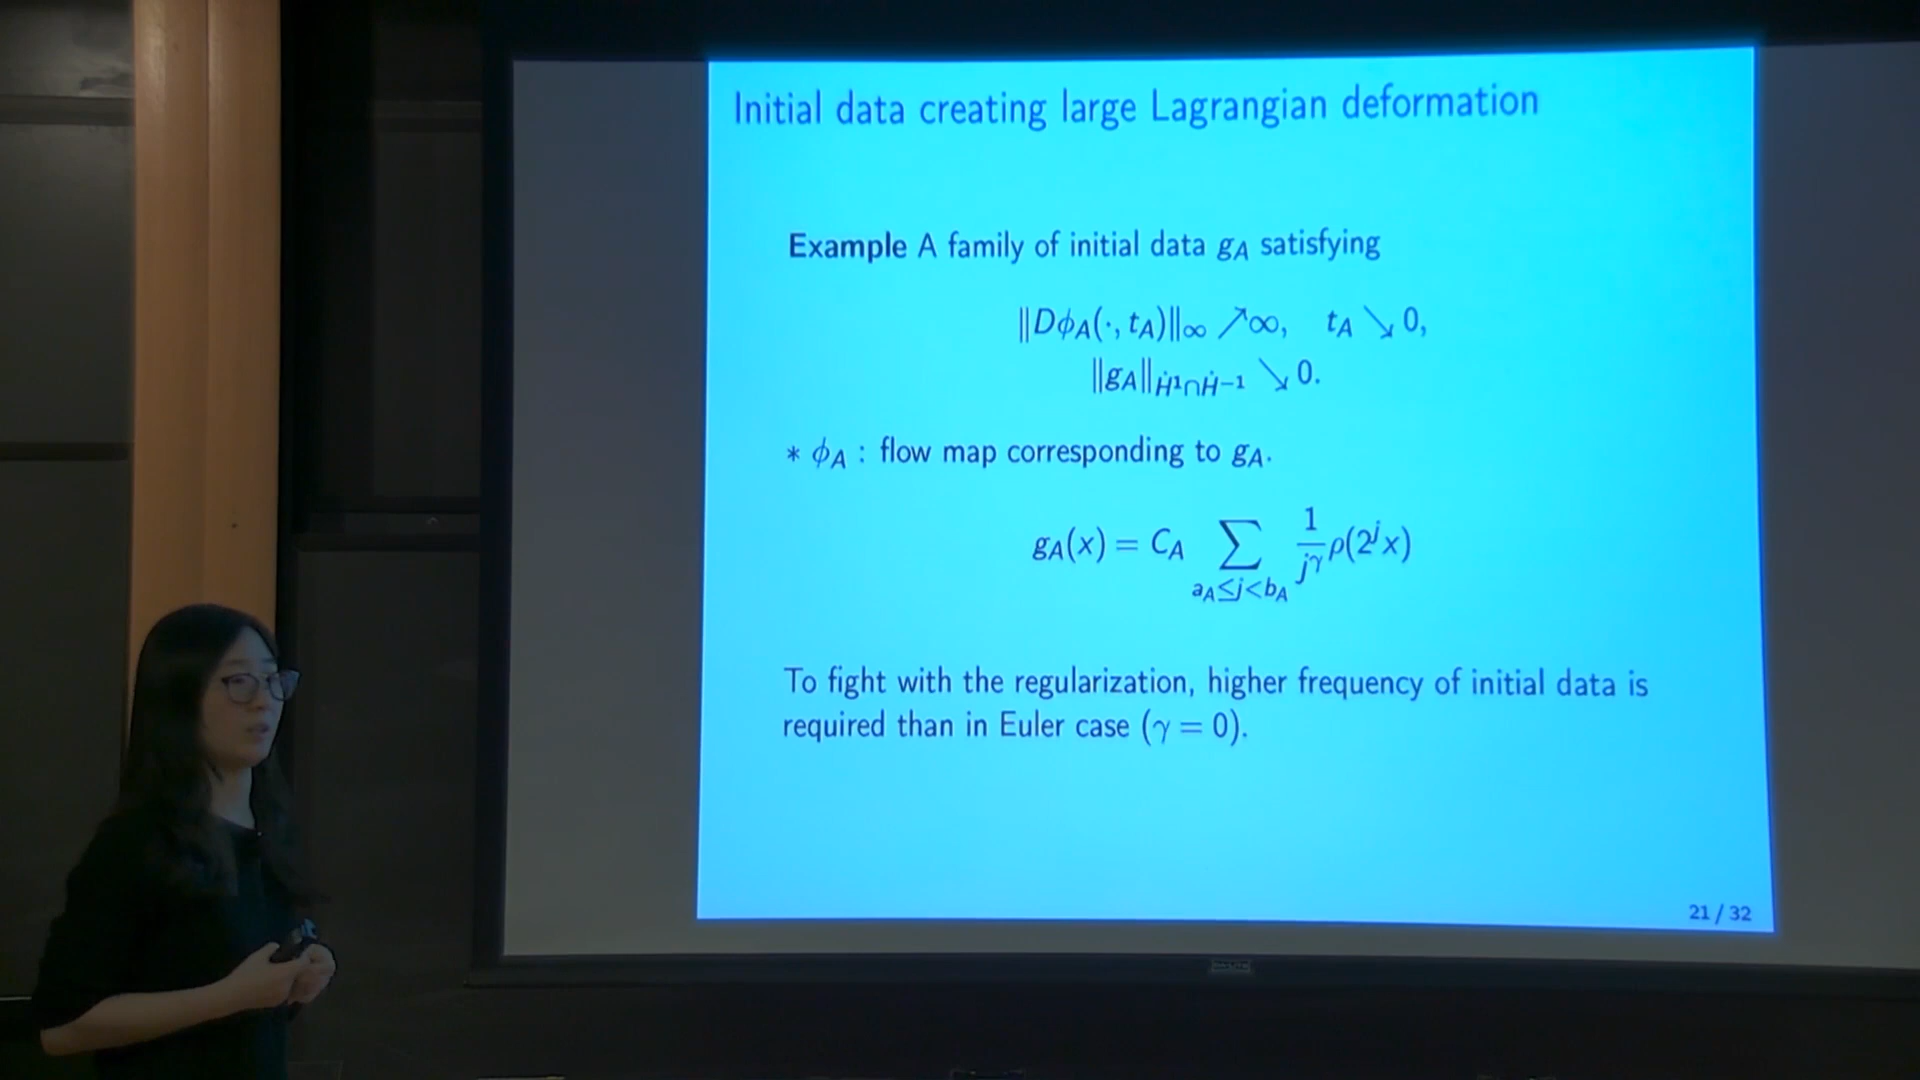 Initial data creating large Lagrangian deformation
Example A family of initial data g_A satisfying
‖Dϕ_A(·, t_A)‖_∞ ↗∞, t_A ↘ 0,
‖g_A‖_{Ḣ¹∩Ḣ⁻¹} ↘ 0.
* ϕ_A : flow map corresponding to g_A.
g_A(x) = C_A ∑_{a_A≤j<b_A} \frac{1}{j^γ} ρ(2^j x)
To fight with the regularization, higher frequency of initial data is
required than in Euler case (γ = 0).
21 / 32